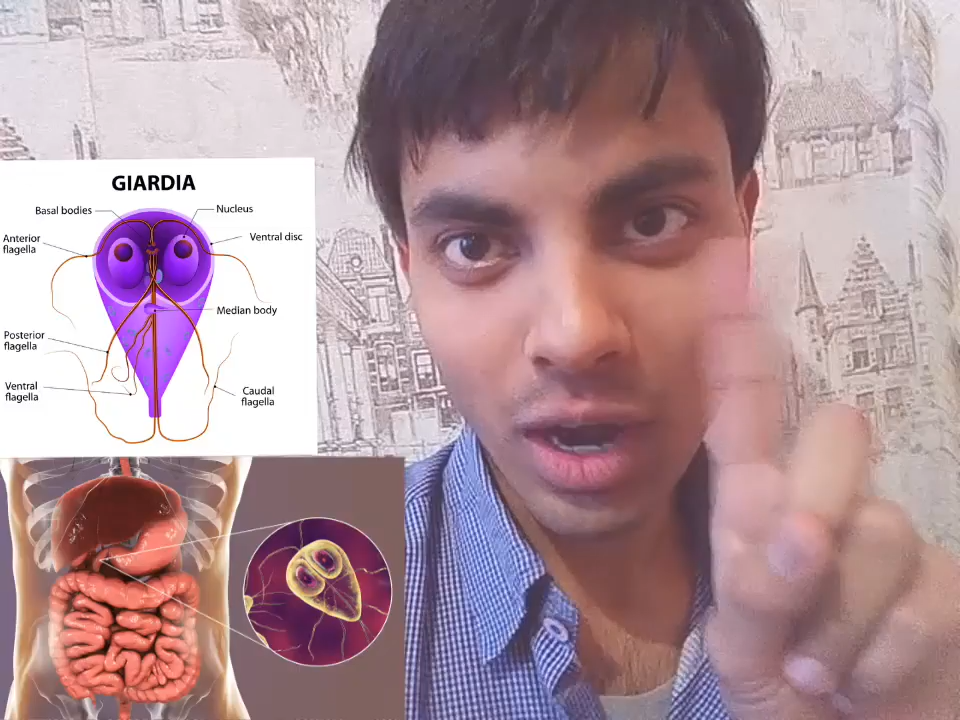 GIARDIA
Basal bodies
Nucleus
Anterior
flagella
Ventral disc
Median body
Posterior
flagella
Ventral
flagella
Caudal
flagella